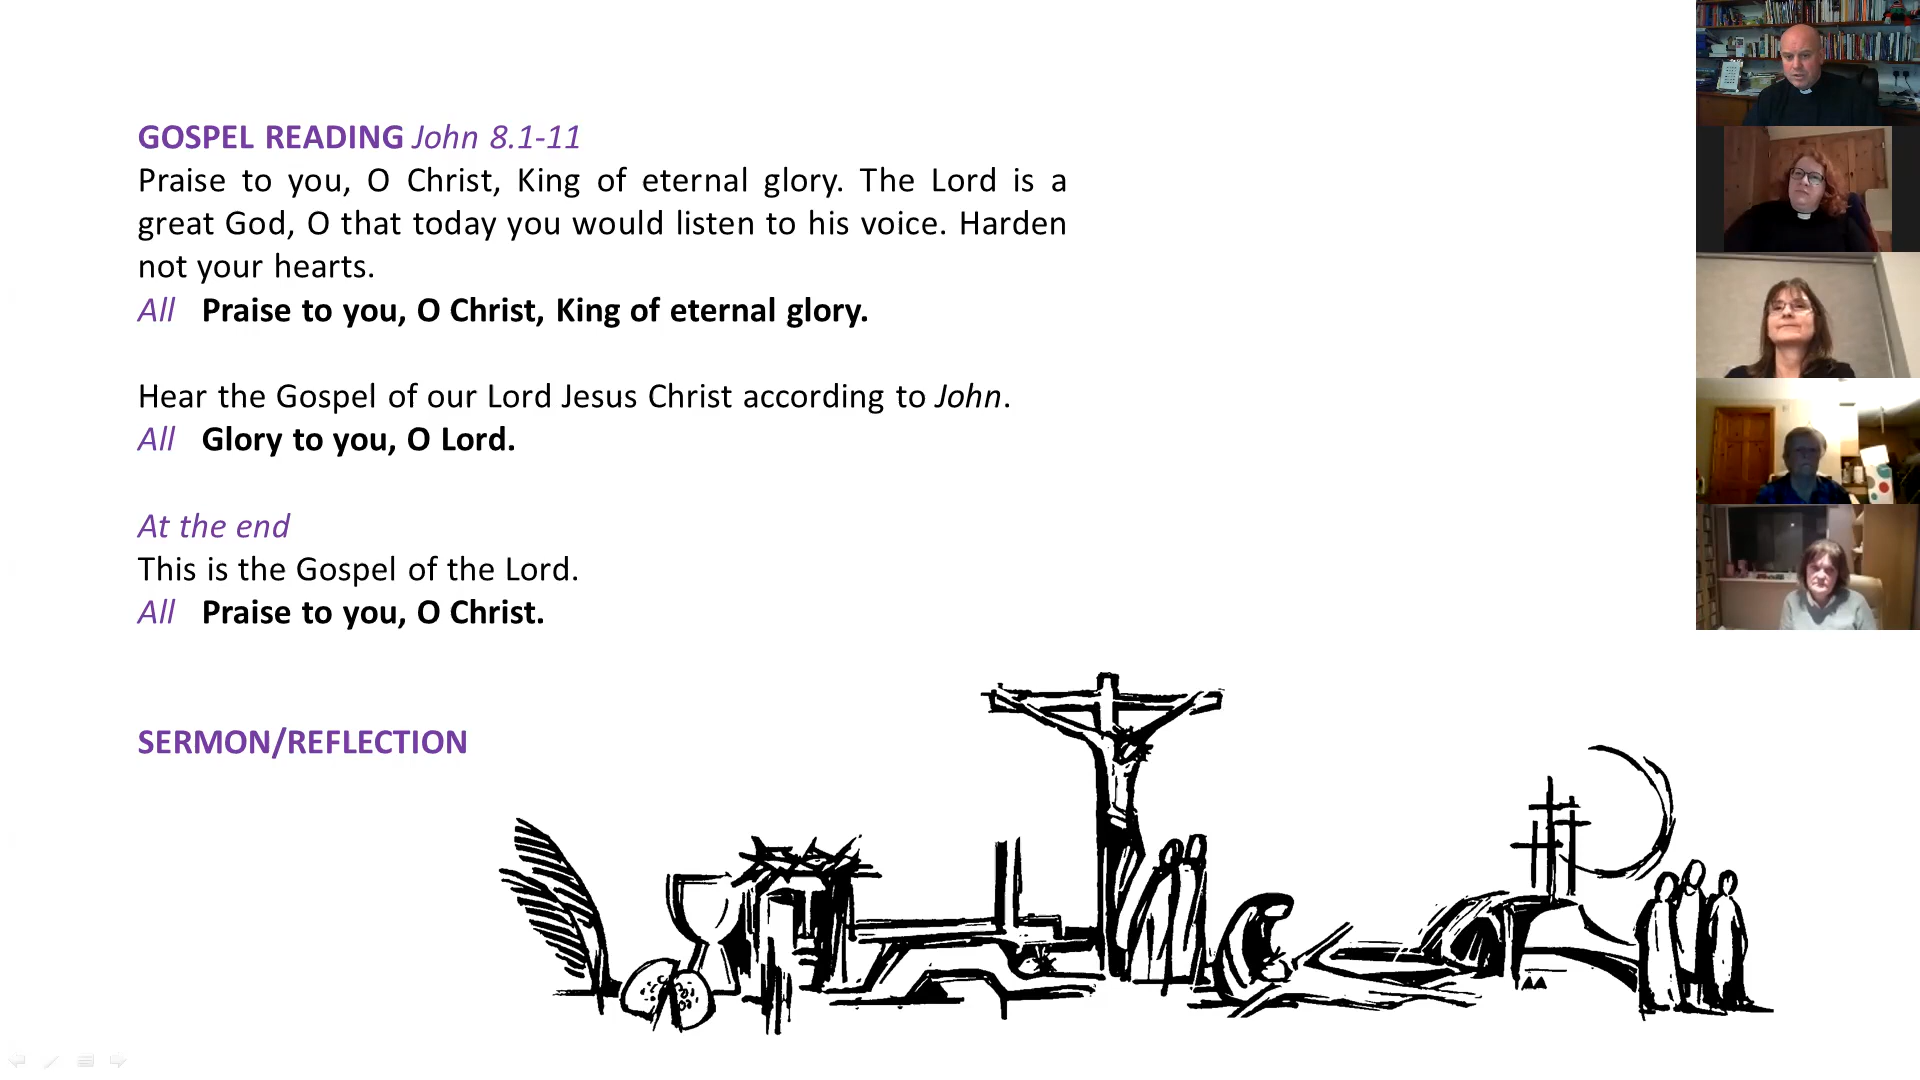 GOSPEL READING John 8.1-11
Praise to you, O Christ, King of eternal glory. The Lord is a
great God, O that today you would listen to his voice. Harden
not your hearts.
All Praise to you, O Christ, King of eternal glory.
Hear the Gospel of our Lord Jesus Christ according to John.
All Glory to you, O Lord.
At the end
This is the Gospel of the Lord.
All Praise to you, O Christ.
SERMON/REFLECTION